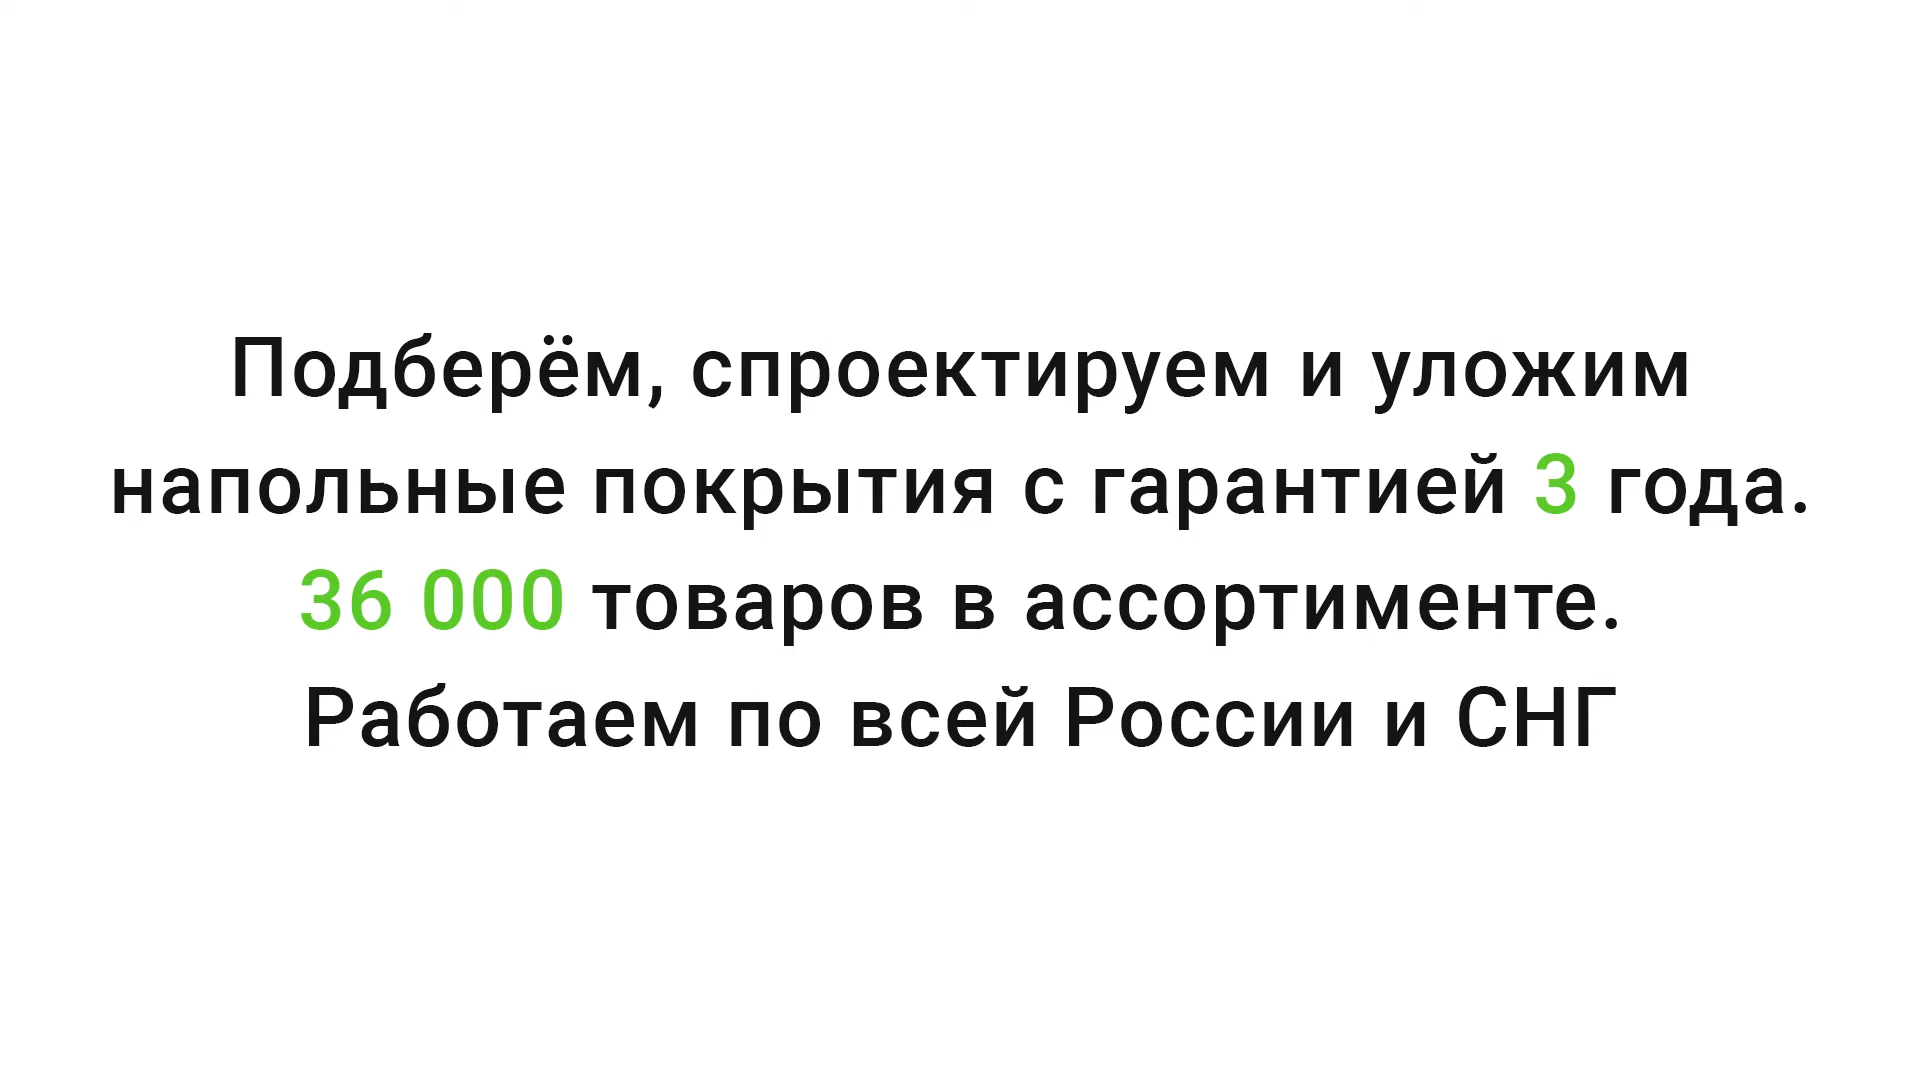 Подберём, спроектируем и уложим
напольные покрытия с гарантией 3 года.
36 000 товаров в ассортименте.
Работаем по всей России и СНГ